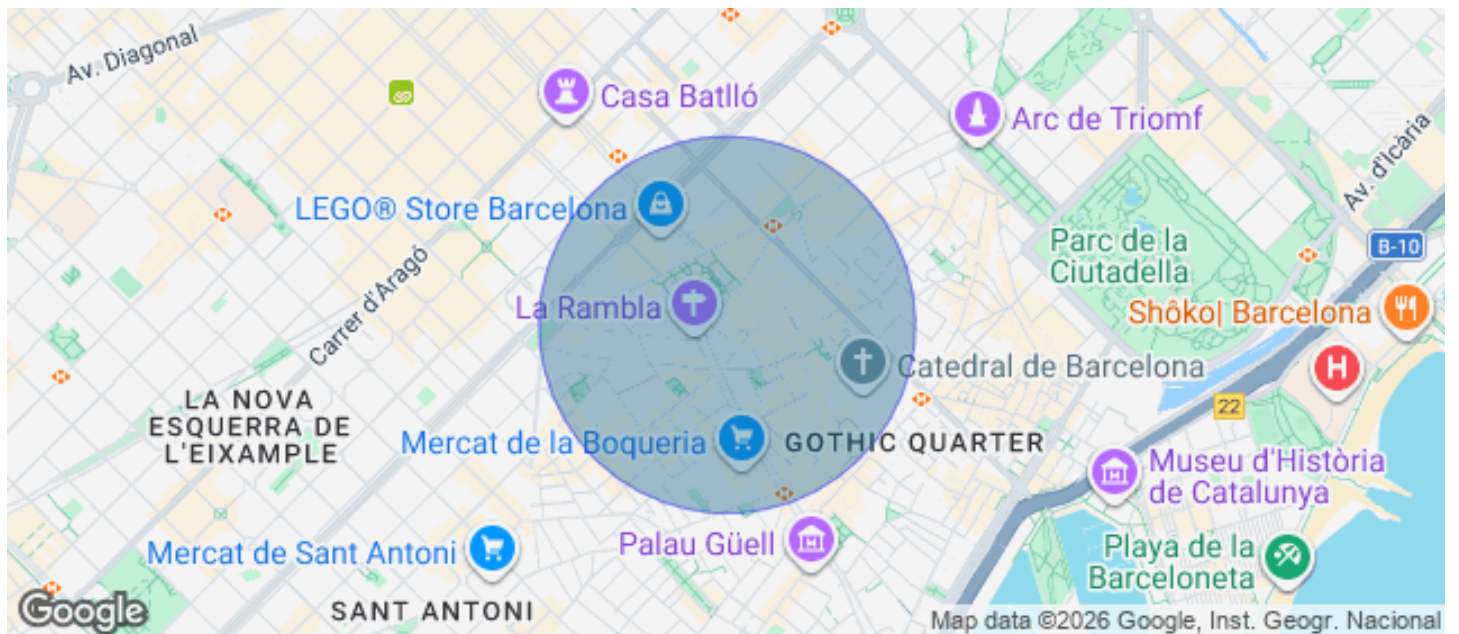 Av. Diagonal
Casa Batlló
Arc de Triomf
Av. d'Icària
LEGO® Store Barcelona
Parc de la
Ciutadella
B-10
Carrer d'Aragó
La Rambla
Shôko| Barcelona
H
Catedral de Barcelona
LA NOVA
ESQUERRA DE
L'EIXAMPLE
22
Mercat de la Boqueria
GOTHIC QUARTER
Museu d'Història
de Catalunya
Mercat de Sant Antoni
Palau Güell
Playa de la
Barceloneta
Google
SANT ANTONI
Map data ©2026 Google, Inst. Geogr. Nacional